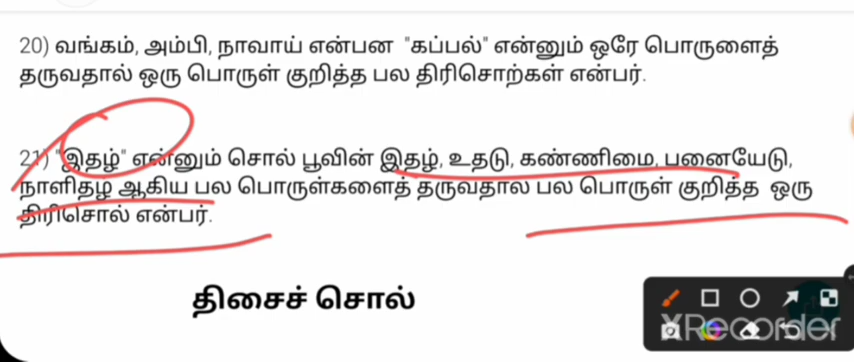 20) வங்கம், அம்பி, நாவாய் என்பன "கப்பல்" என்னும் ஒரே பொருளைத்
தருவதால் ஒரு பொருள் குறித்த பல திரிசொற்கள் என்பர்.
21) "இதழ்" என்னும் சொல் பூவின் இதழ், உதடு, கண்ணிமை, பனையேடு,
நாளிதழ் ஆகிய பல பொருள்களைத் தருவதால் பல பொருள் குறித்த ஒரு
திரிசொல் என்பர்.
திசைச் சொல்
XRecorder